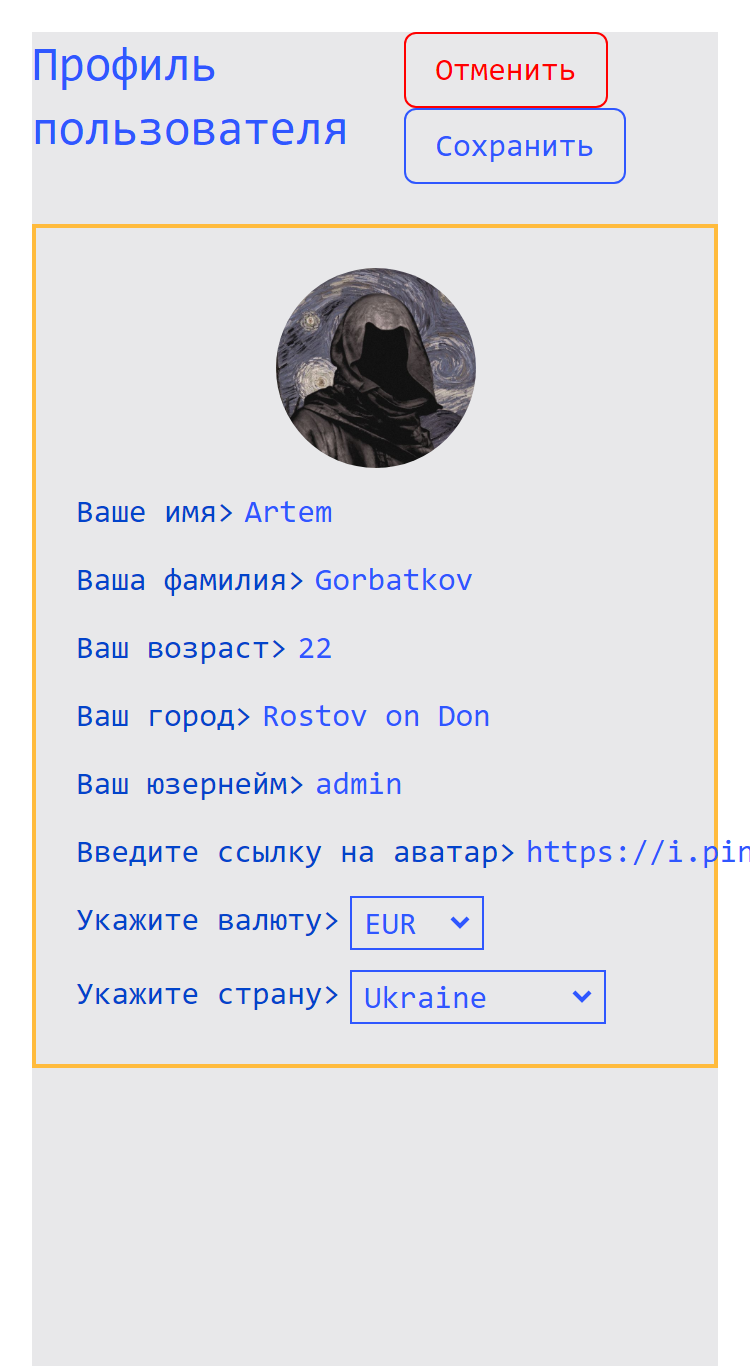 Профиль
пользователя
Отменить
Сохранить
Ваше имя> Artem
Ваша фамилия> Gorbatkov
Ваш возраст> 22
Ваш город> Rostov on Don
Ваш юзернейм> admin
Введите ссылку на аватар> https://i.pin
Укажите валюту> EUR
Укажите страну> Ukraine